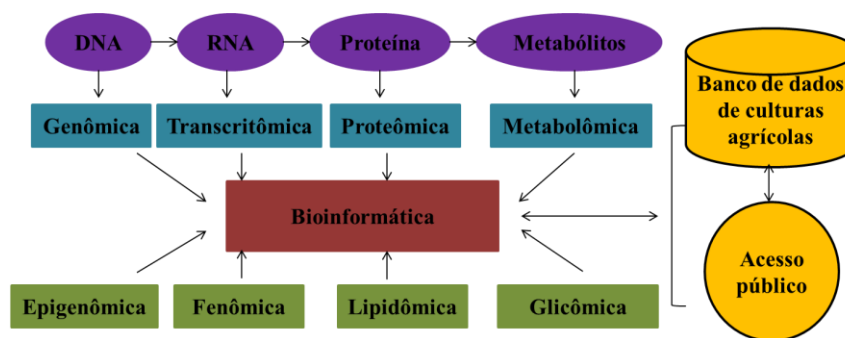 DNA
RNA
Proteína
Metabólitos
Banco de dados
de culturas
agrícolas
Genômica
Transcritômica
Proteômica
Metabolômica
Bioinformática
Acesso
público
Epigenômica
Fenômica
Lipidômica
Glicômica